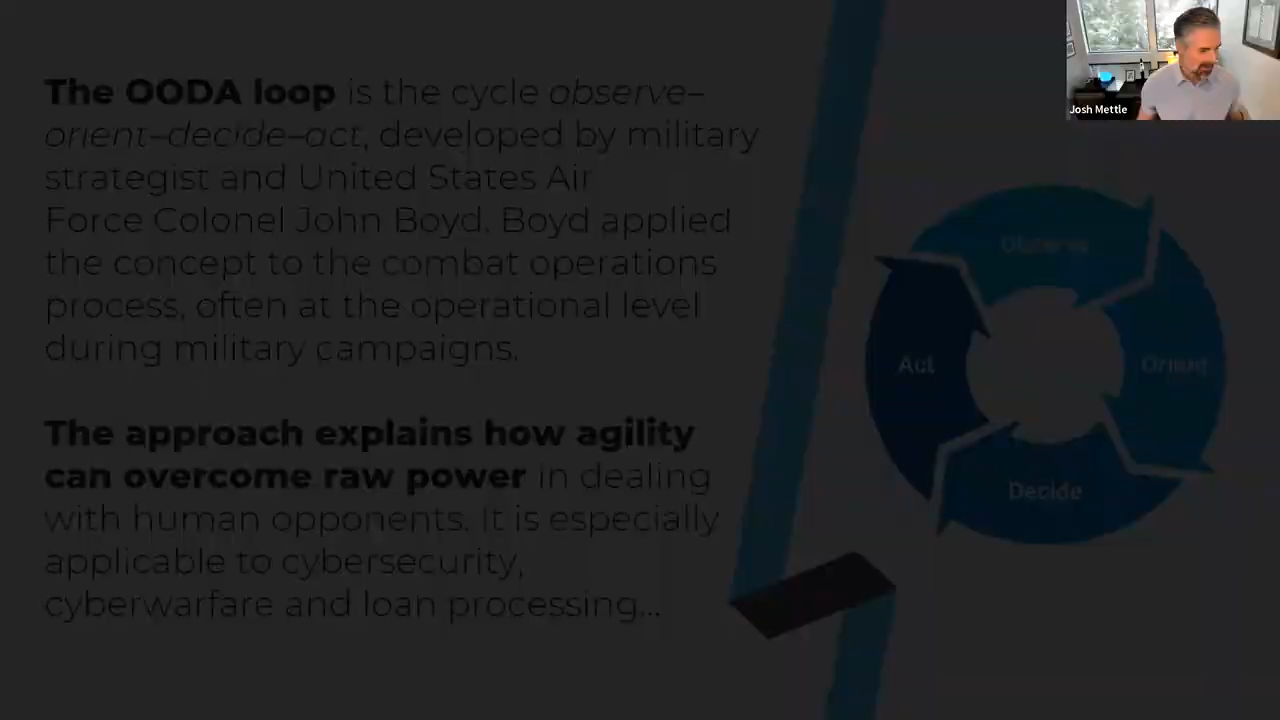 The OODA loop is the cycle observe–
orient–decide–act, developed by military
strategist and United States Air
Force Colonel John Boyd. Boyd applied
the concept to the combat operations
process, often at the operational level
during military campaigns.
The approach explains how agility
can overcome raw power in dealing
with human opponents. It is especially
applicable to cybersecurity,
cyberwarfare and loan processing...
Observe
Act
Orient
Decide
Josh Mettle